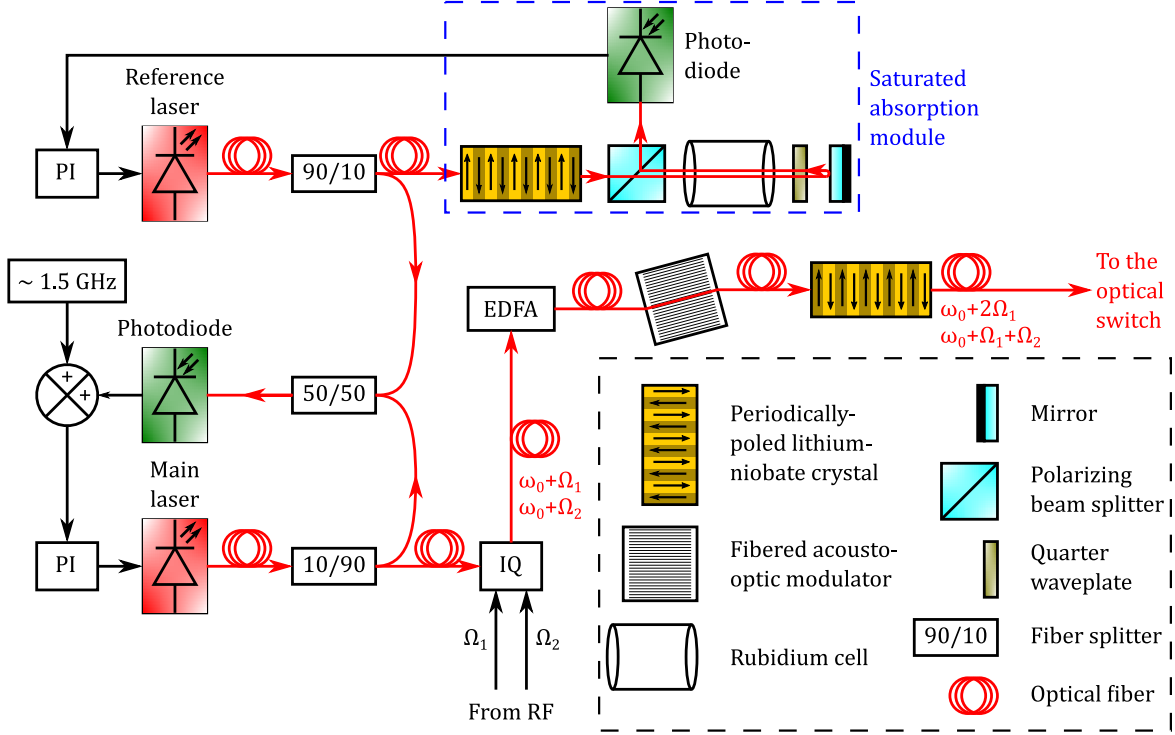 Reference
laser
PI
90/10
Photo-
diode
Saturated
absorption
module
~ 1.5 GHz
Photodiode
+
+
50/50
Main
laser
PI
10/90
IQ
Ω₁
Ω₂
From RF
ω₀+Ω₁
ω₀+Ω₂
EDFA
ω₀+2Ω₁
ω₀+Ω₁+Ω₂
To the
optical
switch
Periodically-
poled lithium-
niobate crystal
Fibered acousto-
optic modulator
Rubidium cell
Mirror
Polarizing
beam splitter
Quarter
waveplate
90/10
Fiber splitter
Optical fiber